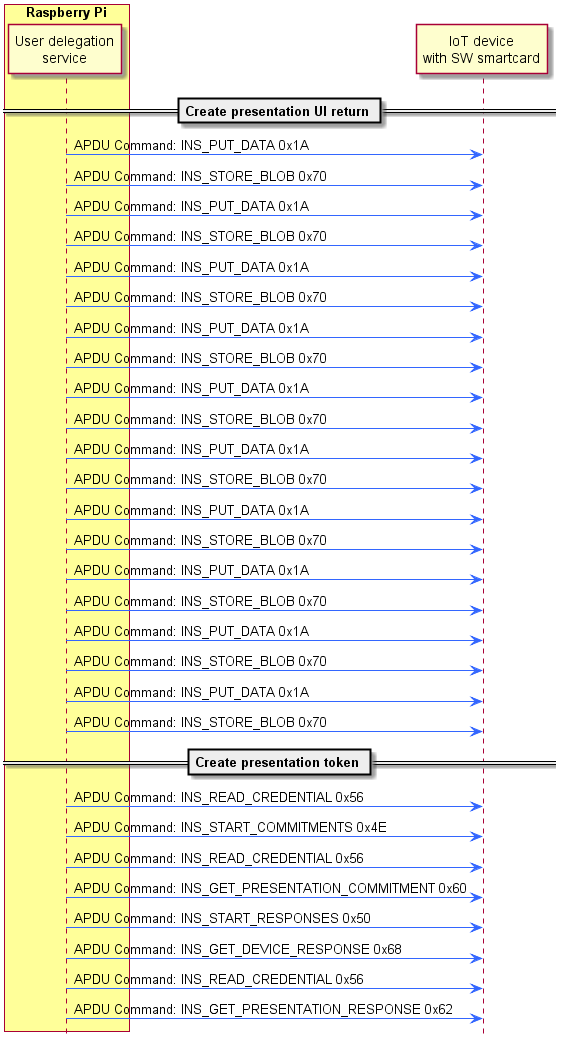 Raspberry Pi
User delegation
service
IoT device
with SW smartcard
Create presentation UI return
APDU Command: INS_PUT_DATA 0x1A
APDU Command: INS_STORE_BLOB 0x70
APDU Command: INS_PUT_DATA 0x1A
APDU Command: INS_STORE_BLOB 0x70
APDU Command: INS_PUT_DATA 0x1A
APDU Command: INS_STORE_BLOB 0x70
APDU Command: INS_PUT_DATA 0x1A
APDU Command: INS_STORE_BLOB 0x70
APDU Command: INS_PUT_DATA 0x1A
APDU Command: INS_STORE_BLOB 0x70
APDU Command: INS_PUT_DATA 0x1A
APDU Command: INS_STORE_BLOB 0x70
APDU Command: INS_PUT_DATA 0x1A
APDU Command: INS_STORE_BLOB 0x70
APDU Command: INS_PUT_DATA 0x1A
APDU Command: INS_STORE_BLOB 0x70
APDU Command: INS_PUT_DATA 0x1A
APDU Command: INS_STORE_BLOB 0x70
APDU Command: INS_PUT_DATA 0x1A
APDU Command: INS_STORE_BLOB 0x70
Create presentation token
APDU Command: INS_READ_CREDENTIAL 0x56
APDU Command: INS_START_COMMITMENTS 0x4E
APDU Command: INS_READ_CREDENTIAL 0x56
APDU Command: INS_GET_PRESENTATION_COMMITMENT 0x60
APDU Command: INS_START_RESPONSES 0x50
APDU Command: INS_GET_DEVICE_RESPONSE 0x68
APDU Command: INS_READ_CREDENTIAL 0x56
APDU Command: INS_GET_PRESENTATION_RESPONSE 0x62